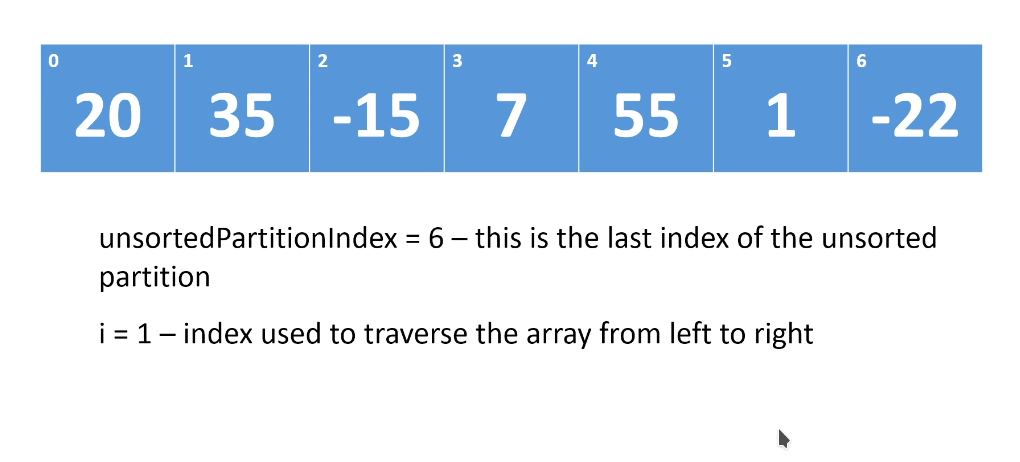 0 1 2 3 4 5 6
20 35 -15 7 55 1 -22
unsortedPartitionIndex = 6 – this is the last index of the unsorted
partition
i = 1 – index used to traverse the array from left to right